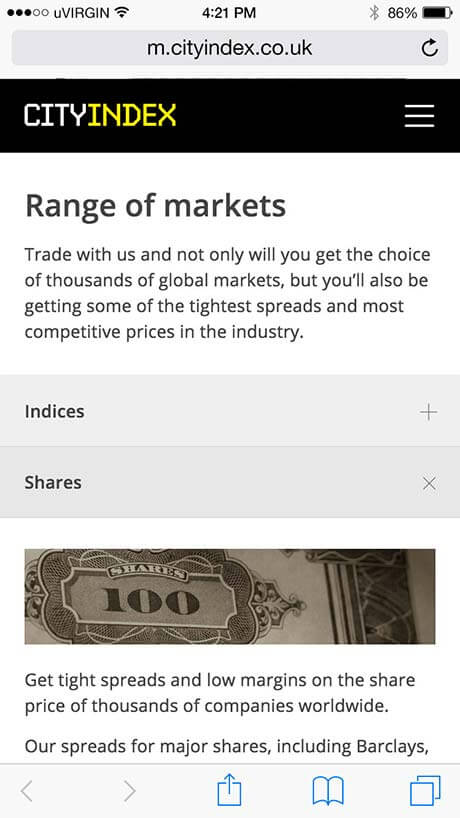 uVIRGIN 4:21 PM 86%
m.cityindex.co.uk
CITYINDEX
Range of markets
Trade with us and not only will you get the choice
of thousands of global markets, but you’ll also be
getting some of the tightest spreads and most
competitive prices in the industry.
Indices
Shares
SHARES
100
Get tight spreads and low margins on the share
price of thousands of companies worldwide.
Our spreads for major shares, including Barclays,